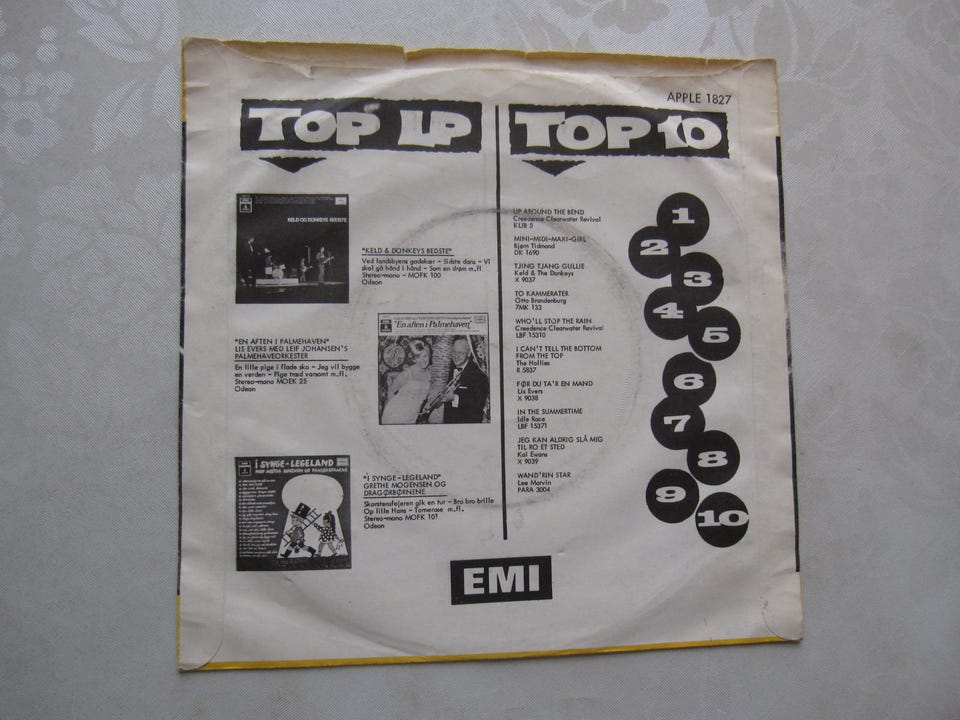 APPLE 1827
TOP LP
KELD OG DONKEYS BEDSTE
"KELD & DONKEYS BEDSTE"
Ved landsbyens gadekær – Sidste dans – Vi
skal gå hånd i hånd – Som en drøm m.fl
Stereo-mono – MOFK 100
Odeon
"EN AFTEN I PALMEHAVEN"
LIS EVERS MED LEIF JOHANSEN'S
PALMEHAVEORKESTER
En lille pige i flade sko – Jeg vil bygge
en verden – Pige træd varsomt m.fl.
Stereo-mono MOEK 25
Odeon
"En aften i Palmehaven"
I SYNGE-LEGELAND
"I SYNGE-LEGELAND"
GRETHE MOGENSEN OG
DRAGØRBØRNENE
Skorstensfejeren gik en tur – Bro bro brille
Op lille Hans – Tornerose m.fl.
Stereo-mono MOFK 101
Odeon
TOP 10
UP AROUND THE BEND
Creedence Clearwater Revival
KLIB 5
MINI-MIDI-MAXI-GIRL
Bjørn Tidmand
DK 1690
TJING TJANG GULLIE
Keld & The Donkeys
X 9037
TO KAMMERATER
Otto Brandenburg
7MK 133
WHO'LL STOP THE RAIN
Creedence Clearwater Revival
LBF 15310
I CAN'T TELL THE BOTTOM
FROM THE TOP
The Hollies
R 5837
FØR DU TA'R EN MAND
Lis Evers
X 9038
IN THE SUMMERTIME
Idle Race
LBF 15371
JEG KAN ALDRIG SLÅ MIG
TIL RO ET STED
Kai Ewans
X 9039
WAND'RIN STAR
Lee Marvin
PARA 3004
1
2
3
4
5
6
7
8
9
10
EMI